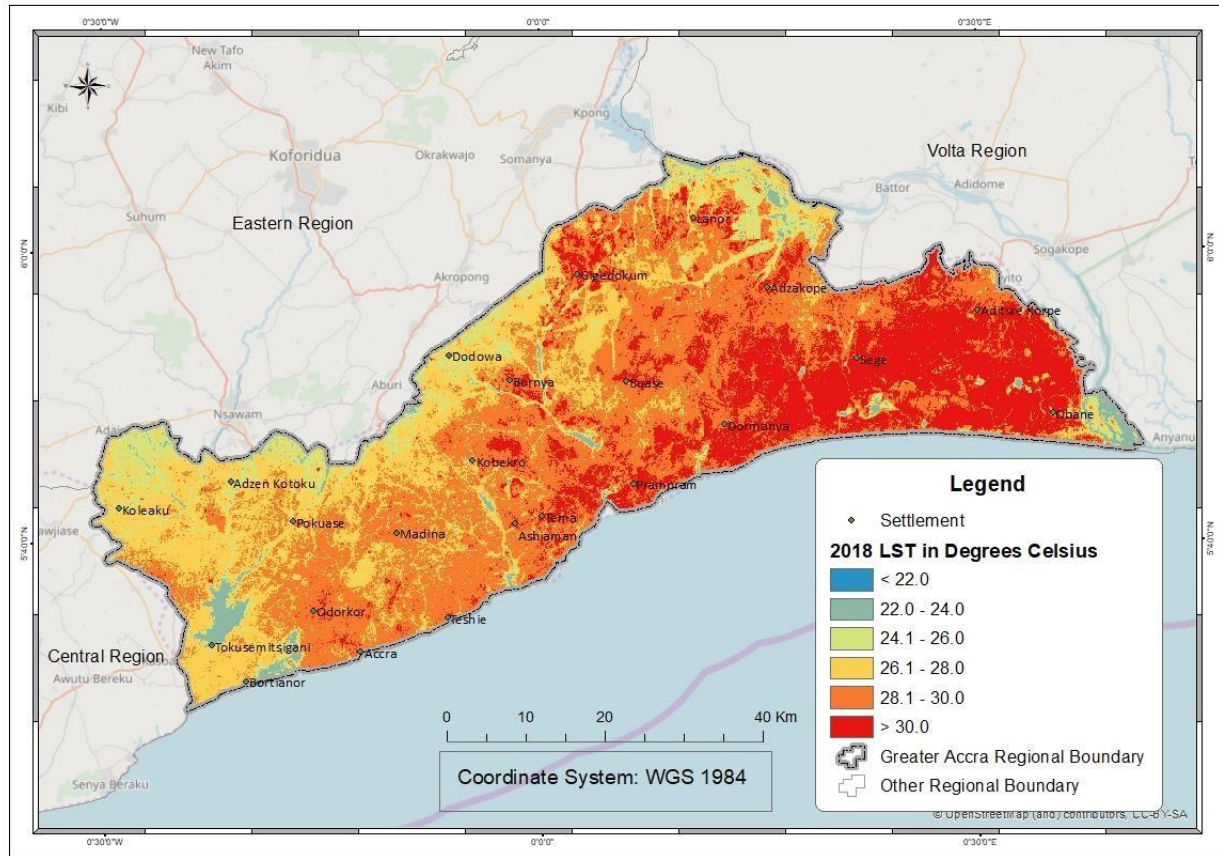 0°30'0"W
0°0'0"
0°30'0"E
New Tafo
Akim
Kibi
Kpong
Koforidua
Okrakwajo
Somanya
Volta Region
Battor
Adidome
Suhum
Eastern Region
Lanor
Sogakope
6°0'0"N
6°0'0"N
Akropong
Gigedokum
Adzakope
Aditsre Korpe
Dodowa
Sege
Aburi
Bornya
Buase
Nsawam
Obane
Dormanya
Anyanu
Kobekro
Adzen Kotoku
Prampram
Koleaku
Pokuase
Tema
Madina
Ashiaman
5°40'0"N
5°40'0"N
Odorkor
Teshie
Tokusemitsigani
Accra
Central Region
Awutu Bereku
Bortianor
Senya Beraku
0 10 20 40 Km
Coordinate System: WGS 1984
Legend
Settlement
2018 LST in Degrees Celsius
< 22.0
22.0 - 24.0
24.1 - 26.0
26.1 - 28.0
28.1 - 30.0
> 30.0
Greater Accra Regional Boundary
Other Regional Boundary
© OpenStreetMap (and) contributors, CC-BY-SA
0°30'0"W
0°0'0"
0°30'0"E